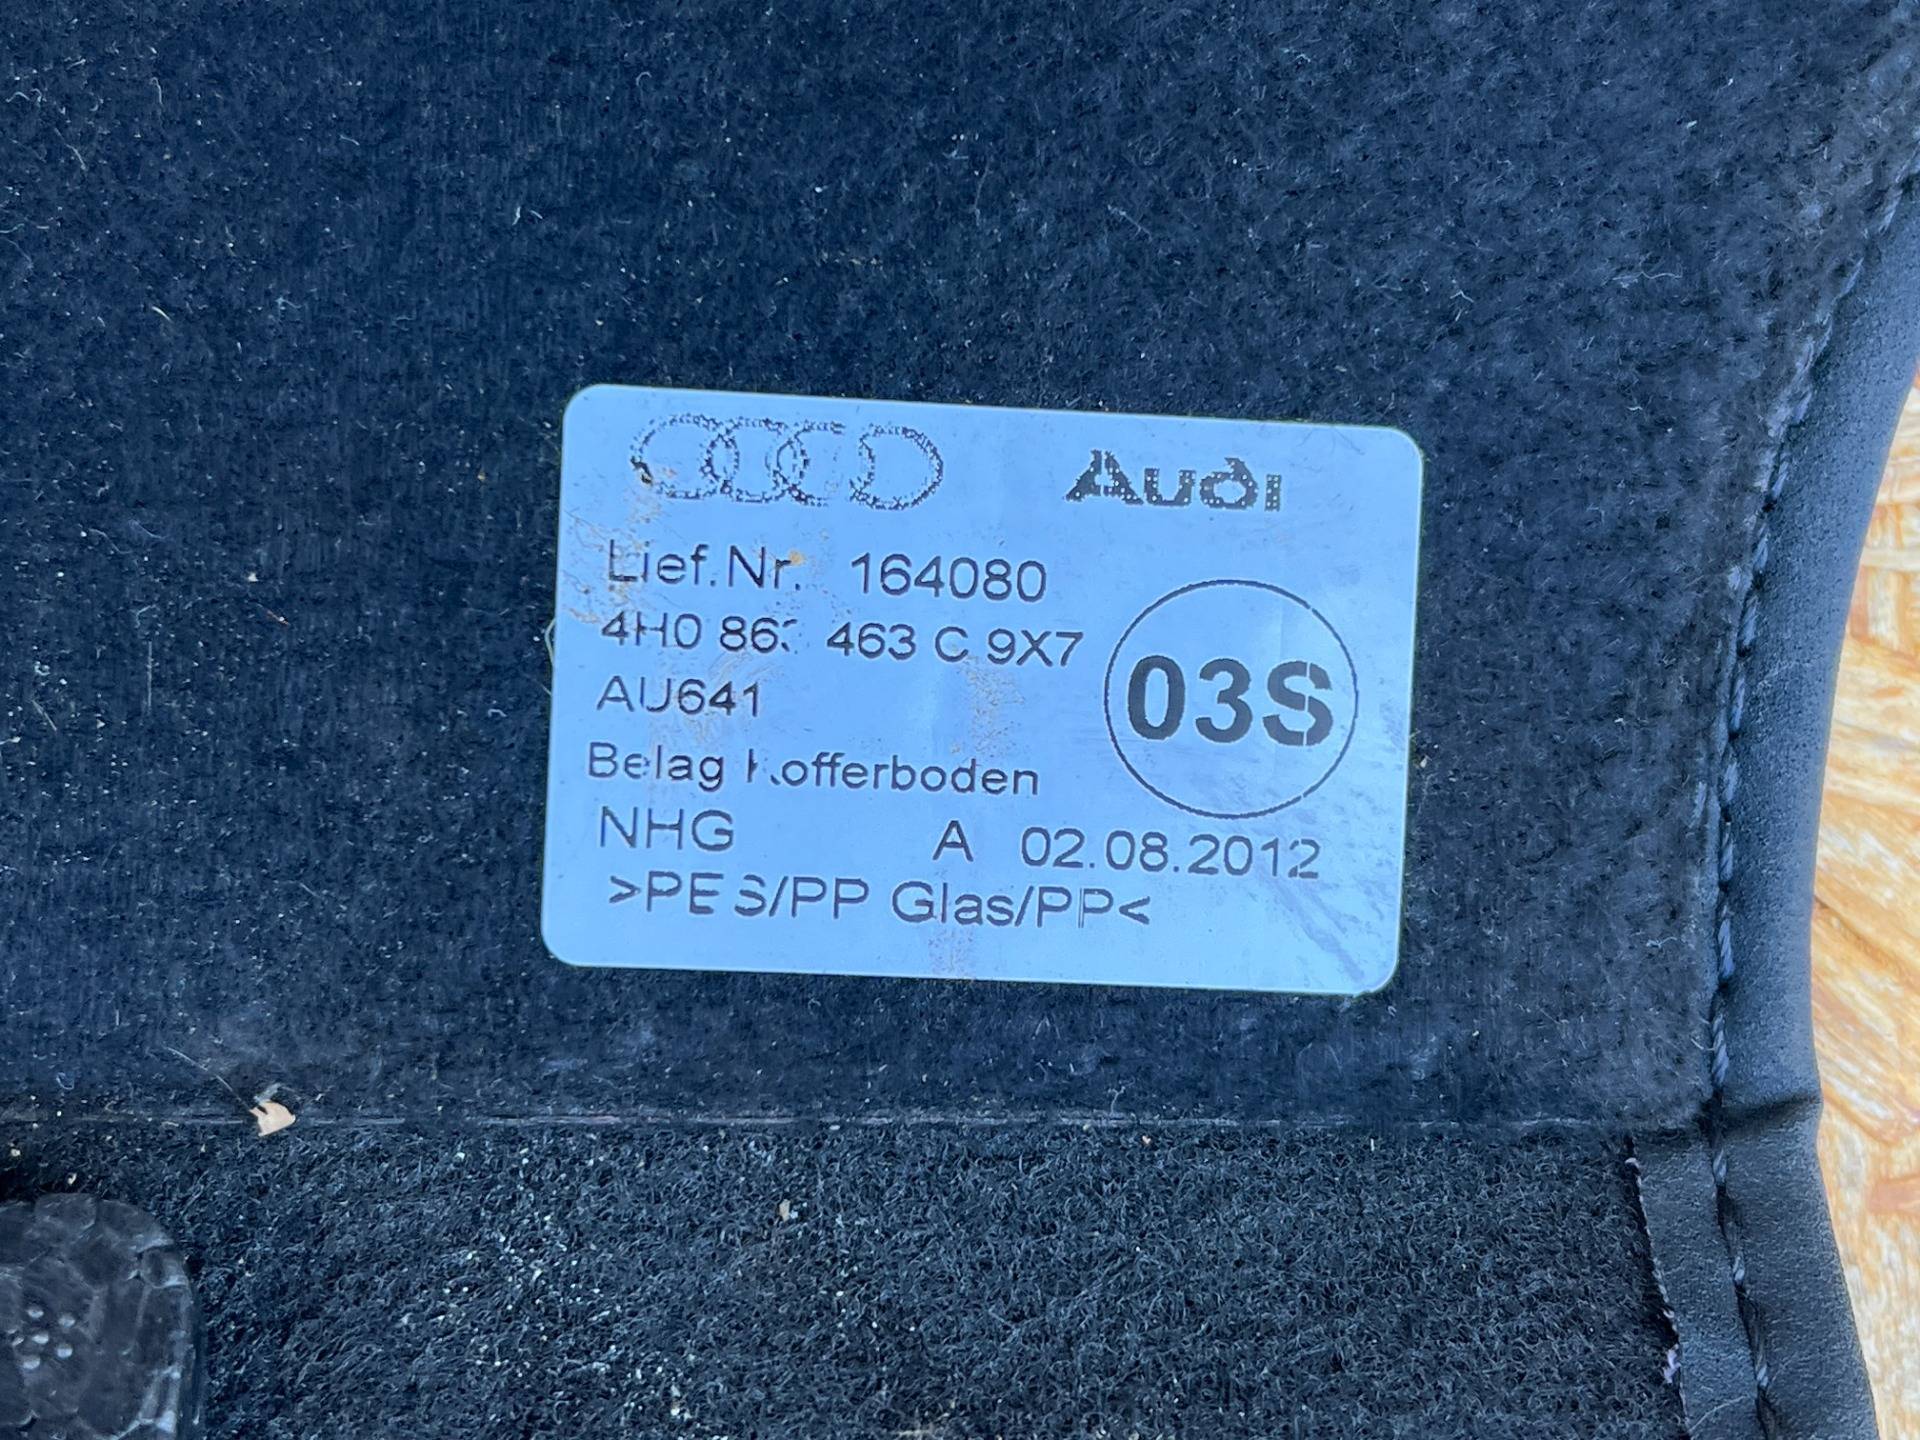 Audi
Lief.Nr. 164080
4H0 863 463 C 9X7
03S
AU641
Belag Kofferboden
NHG A 02.08.2012
>PES/PP Glas/PP<